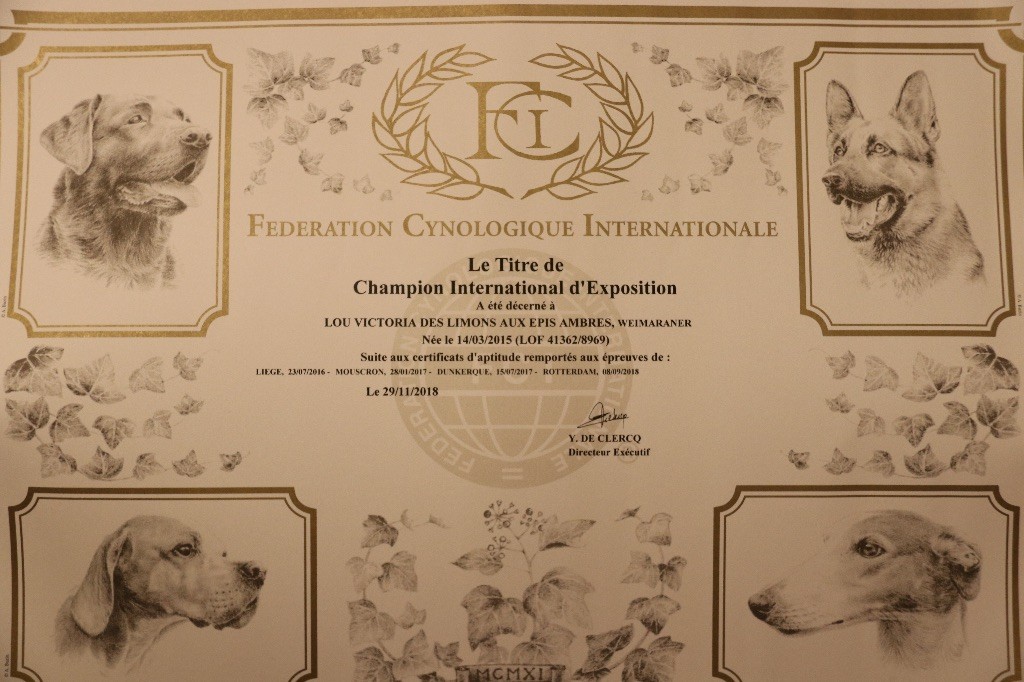 FCI
FEDERATION CYNOLOGIQUE INTERNATIONALE
Le Titre de
Champion International d'Exposition
A été décerné à
LOU VICTORIA DES LIMONS AUX EPIS AMBRES, WEIMARANER
Née le 14/03/2015 (LOF 41362/8969)
Suite aux certificats d'aptitude remportés aux épreuves de :
LIEGE, 23/07/2016 - MOUSCRON, 28/01/2017 - DUNKERQUE, 15/07/2017 - ROTTERDAM, 08/09/2018
Le 29/11/2018
Y. DE CLERCQ
Directeur Exécutif
MCMXI